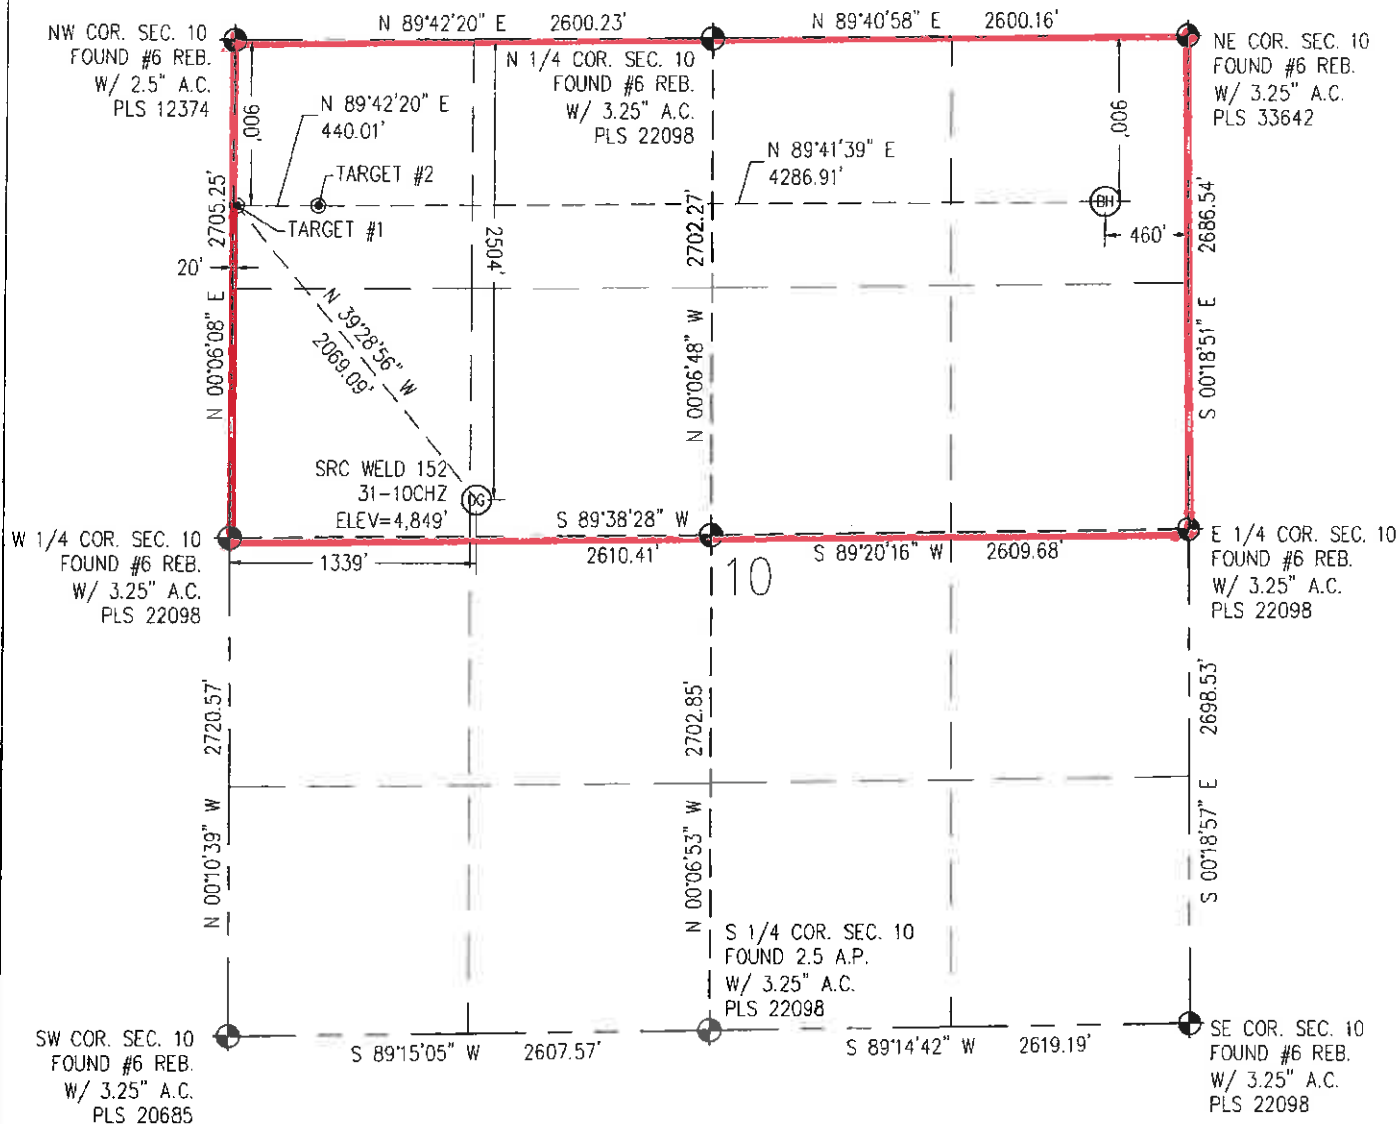 N 89°42'20" E 2600.23'
N 89°40'58" E 2600.16'
NW COR. SEC. 10
FOUND #6 REB.
W/ 2.5" A.C.
PLS 12374
N 1/4 COR. SEC. 10
FOUND #6 REB.
W/ 3.25" A.C.
PLS 22098
NE COR. SEC. 10
FOUND #6 REB.
W/ 3.25" A.C.
PLS 33642
900'
N 89°42'20" E
440.01'
TARGET #2
TARGET #1
N 89°41'39" E
4286.91'
900'
BH
460'
2705.25'
N 00°06'08" E
20'
2504'
2702.27'
N 00°06'48" W
2686.54'
S 00°18'51" E
N 39°28'56" W
2069.09'
SRC WELD 152
31-10CHZ
ELEV=4,849'
S 89°38'28" W
2610.41'
S 89°20'16" W 2609.68'
W 1/4 COR. SEC. 10
FOUND #6 REB.
W/ 3.25" A.C.
PLS 22098
1339'
10
E 1/4 COR. SEC. 10
FOUND #6 REB.
W/ 3.25" A.C.
PLS 22098
2720.57'
N 00°10'39" W
2702.85'
N 00°06'53" W
2698.53'
S 00°18'57" E
S 1/4 COR. SEC. 10
FOUND 2.5 A.P.
W/ 3.25" A.C.
PLS 22098
SW COR. SEC. 10
FOUND #6 REB.
W/ 3.25" A.C.
PLS 20685
S 89°15'05" W 2607.57'
S 89°14'42" W 2619.19'
SE COR. SEC. 10
FOUND #6 REB.
W/ 3.25" A.C.
PLS 22098